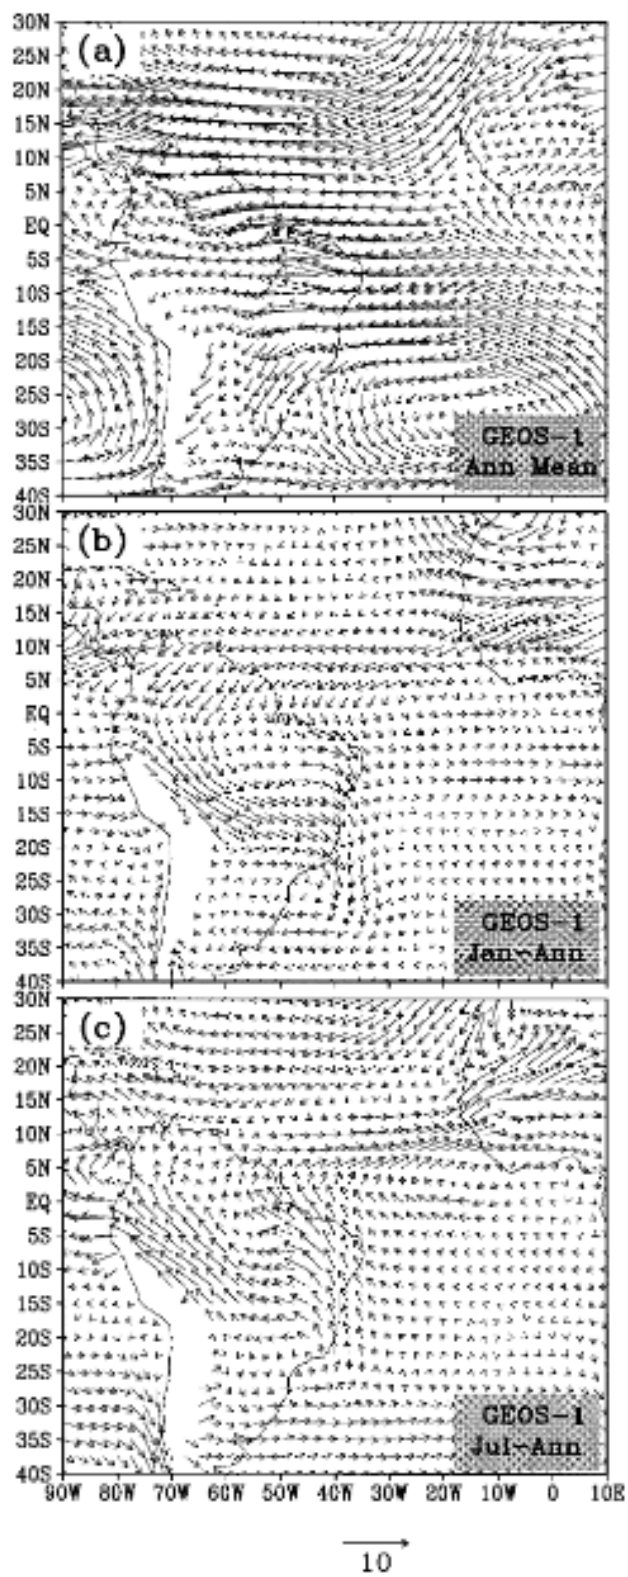 30N
(a)
25N
20N
15N
10N
5N
EQ
5S
10S
15S
20S
25S
30S
GEOS-1
35S
Ann Mean
40S
30N
(b)
25N
20N
15N
10N
5N
EQ
5S
10S
15S
20S
25S
30S
GEOS-1
35S
Jan-Ann
40S
30N
(c)
25N
20N
15N
10N
5N
EQ
5S
10S
15S
20S
25S
30S
GEOS-1
35S
Jul-Ann
40S
90W 80W 70W 60W 50W 40W 30W 20W 10W 0 10E
10